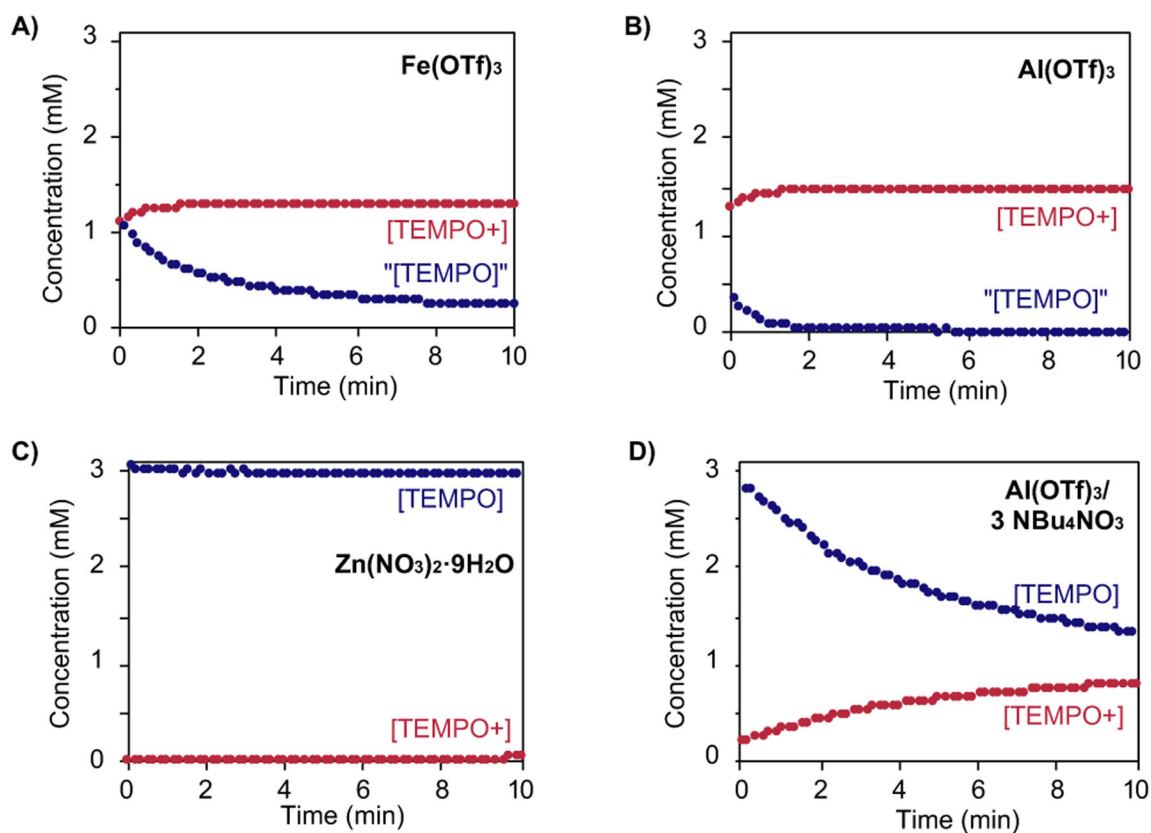 A)
Fe(OTf)3
Concentration (mM)
3
2
1
0
[TEMPO+]
"[TEMPO]"
0 2 4 6 8 10
Time (min)
B)
Al(OTf)3
Concentration (mM)
3
2
1
0
[TEMPO+]
"[TEMPO]"
0 2 4 6 8 10
Time (min)
C)
Concentration (mM)
3
2
1
0
[TEMPO]
Zn(NO3)2·9H2O
[TEMPO+]
0 2 4 6 8 10
Time (min)
D)
Al(OTf)3/
3 NBu4NO3
Concentration (mM)
3
2
1
0
[TEMPO]
[TEMPO+]
0 2 4 6 8 10
Time (min)